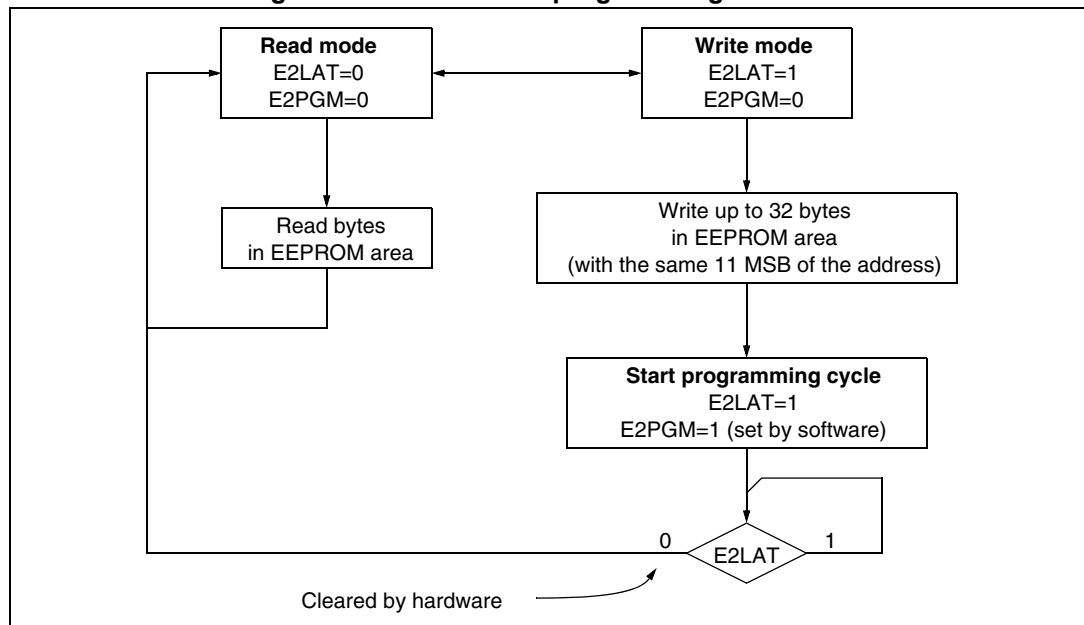 Read mode
E2LAT=0
E2PGM=0
Write mode
E2LAT=1
E2PGM=0
Read bytes
in EEPROM area
Write up to 32 bytes
in EEPROM area
(with the same 11 MSB of the address)
Start programming cycle
E2LAT=1
E2PGM=1 (set by software)
0
E2LAT
1
Cleared by hardware